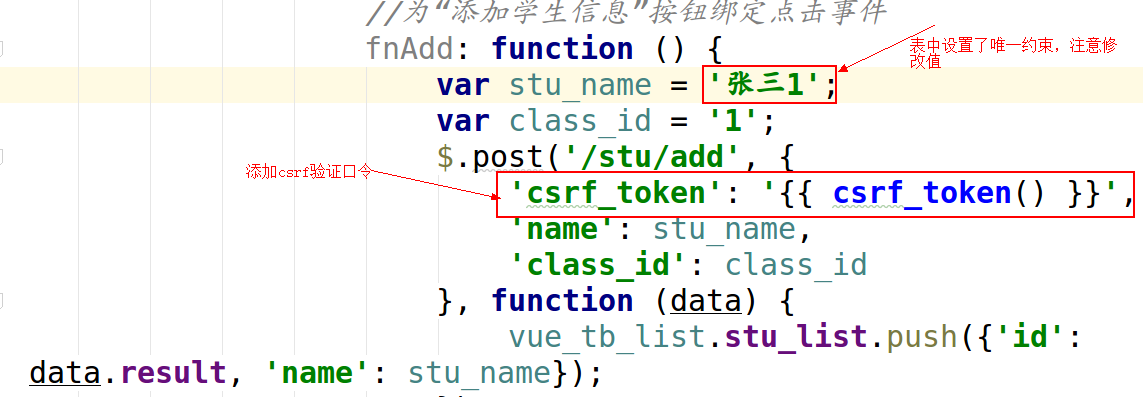 //为“添加学生信息”按钮绑定点击事件
fnAdd: function () {
表中设置了唯一约束，注意修
改值
var stu_name = '张三1';
var class_id = '1';
$.post('/stu/add', {
添加csrf验证口令
'csrf_token': '{{ csrf_token() }}',
'name': stu_name,
'class_id': class_id
}, function (data) {
vue_tb_list.stu_list.push({'id':
data.result, 'name': stu_name});